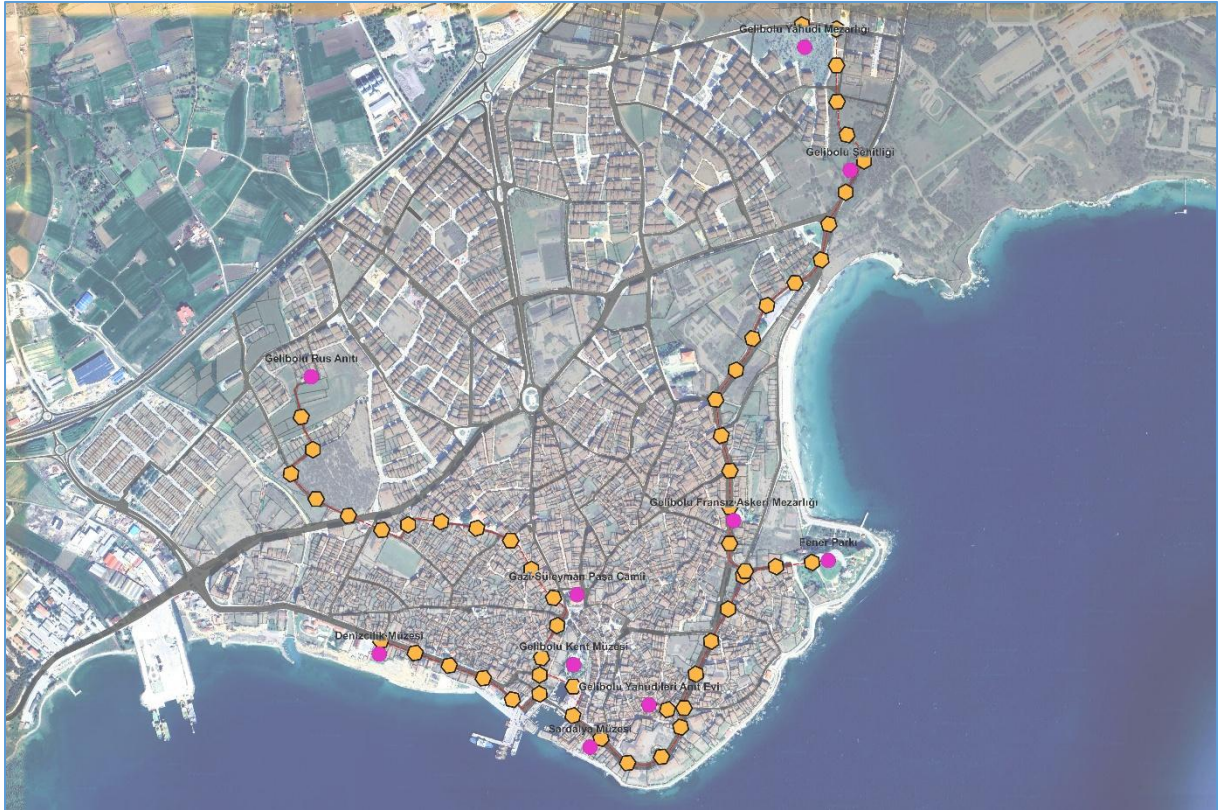 Gelibolu Yahudi Mezarlığı
Gelibolu Şehitliği
Gelibolu Rus Anıtı
Gelibolu Fransız Askeri Mezarlığı
Fener Parkı
Gazi Süleyman Paşa Camii
Denizcilik Müzesi
Gelibolu Kent Müzesi
Gelibolu Yahudileri Anıt Evi
Sardalya Müzesi